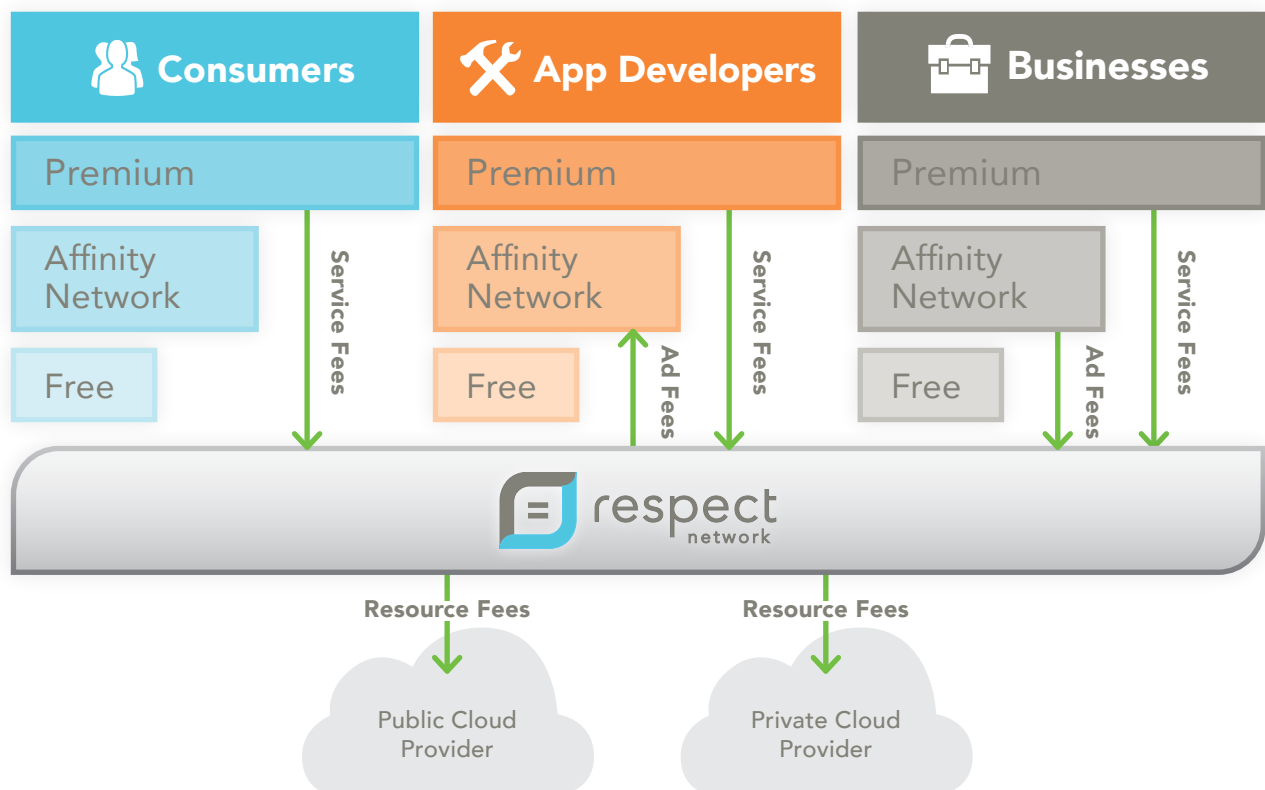 Consumers
App Developers
Businesses
Premium
Premium
Premium
Affinity
Network
Service Fees
Affinity
Network
Service Fees
Affinity
Network
Service Fees
Free
Free
Ad Fees
Free
Ad Fees
respect
network
Resource Fees
Resource Fees
Public Cloud
Provider
Private Cloud
Provider